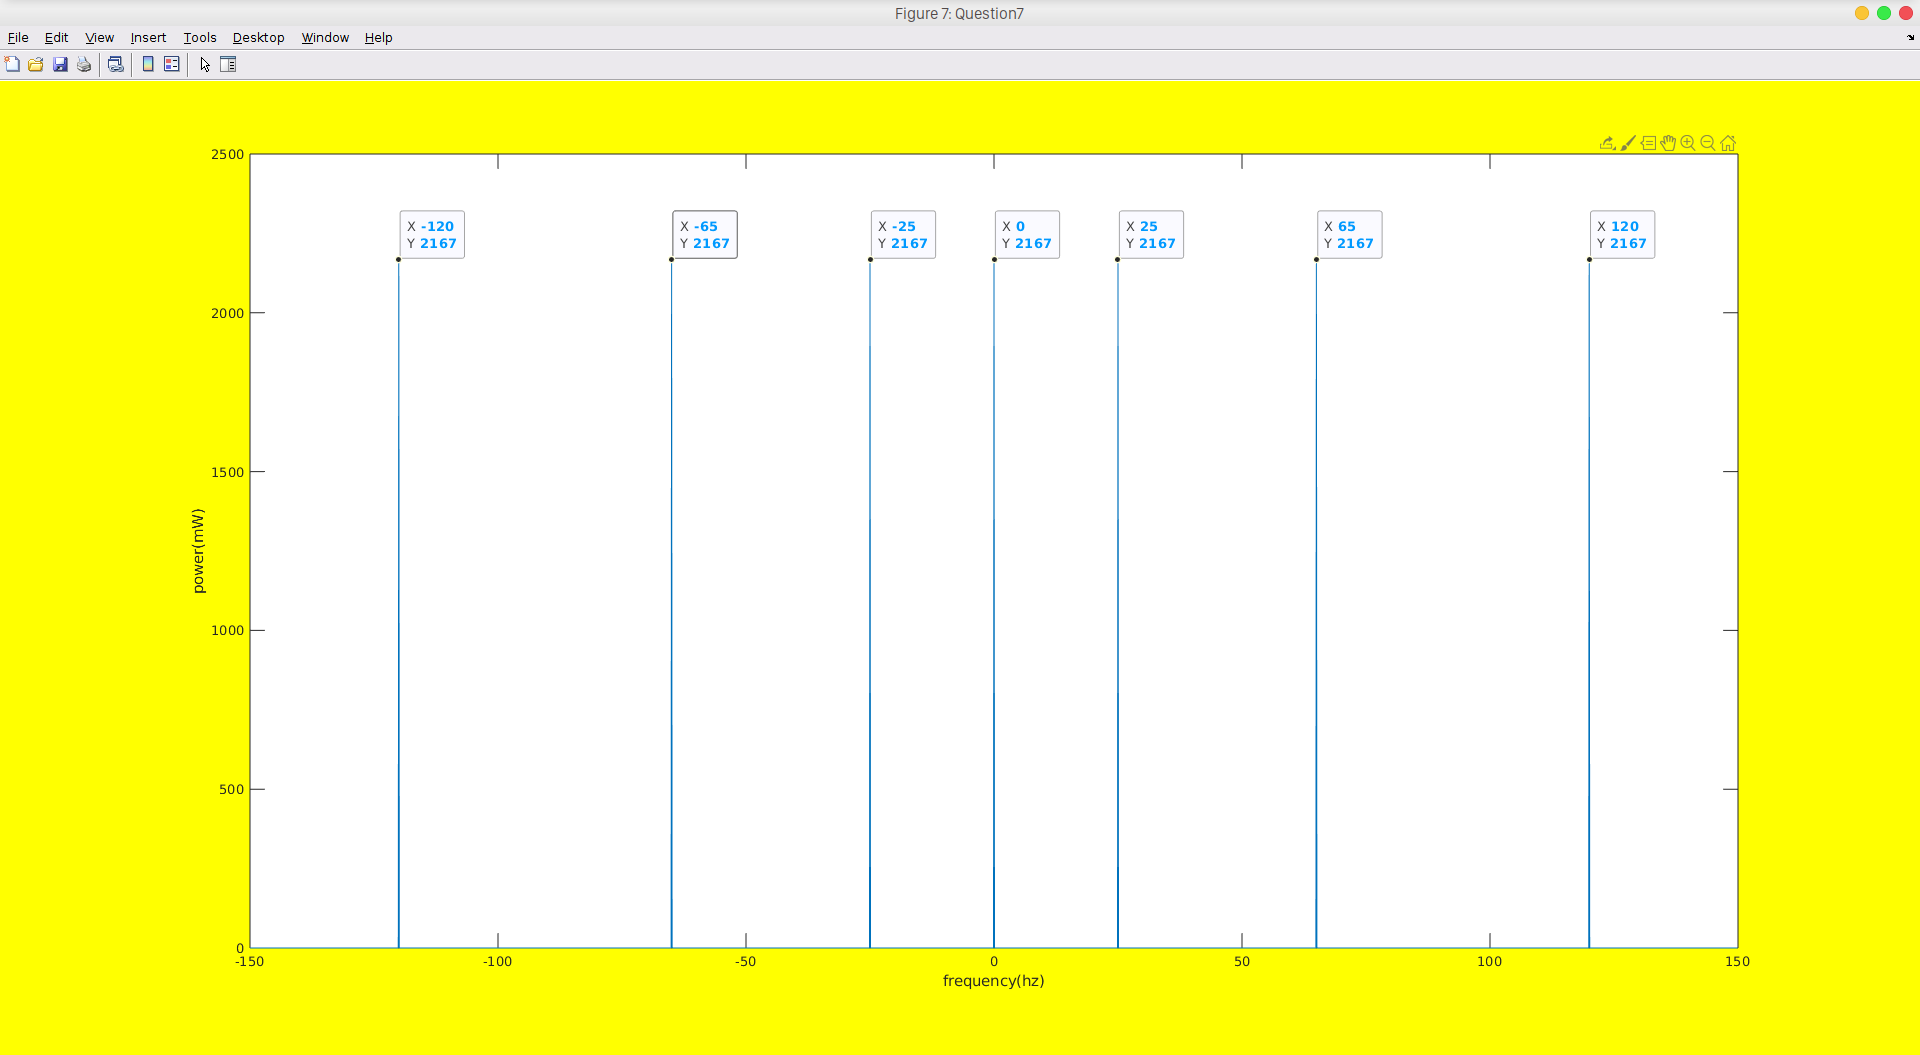 Figure 7: Question7
File Edit View Insert Tools Desktop Window Help
2500
X -120
Y 2167
X -65
Y 2167
X -25
Y 2167
X 0
Y 2167
X 25
Y 2167
X 65
Y 2167
X 120
Y 2167
2000
1500
power(mW)
1000
500
0
-150 -100 -50 0 50 100 150
frequency(hz)